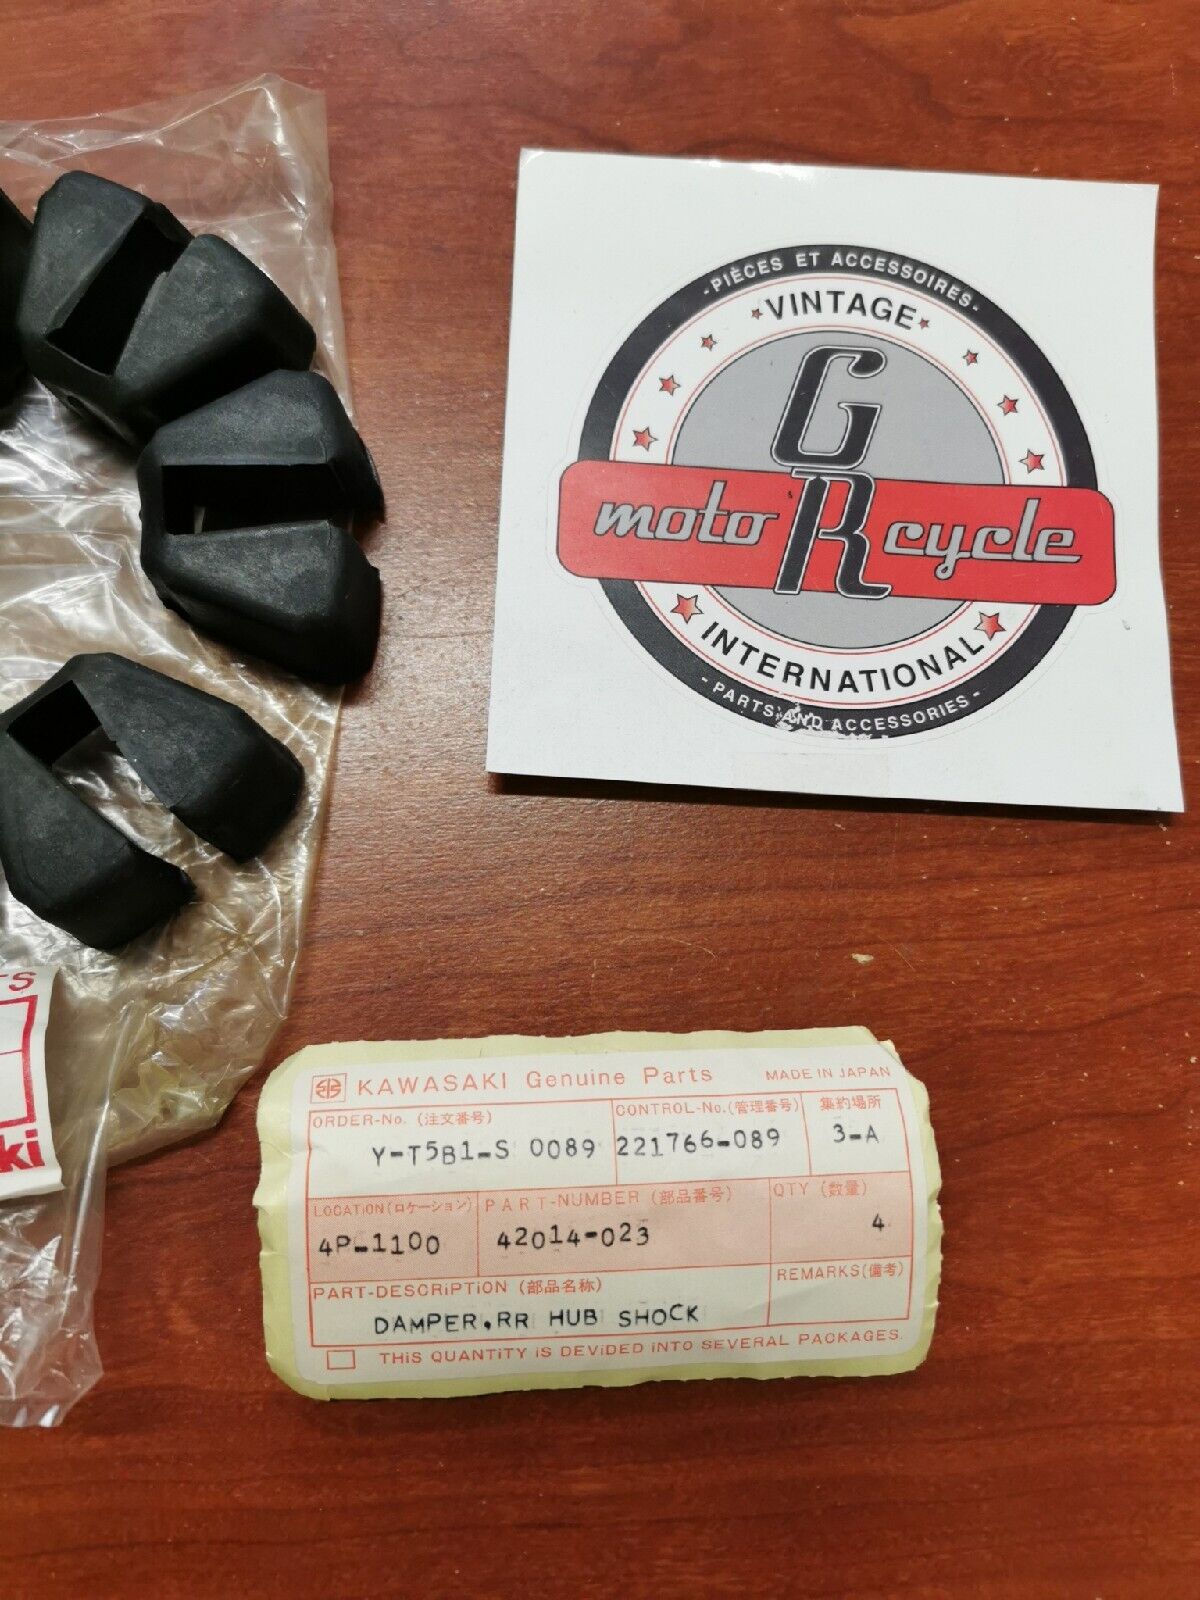 - PIÈCES ET ACCESSOIRES -
VINTAGE
GR
moto cycle
INTERNATIONAL
- PARTS AND ACCESSORIES -
TS
ki
KAWASAKI Genuine Parts MADE IN JAPAN
ORDER-No. (注文番号) CONTROL-No.(管理番号) 集約場所
Y-T5B1-S 0089 221766-089 3-A
LOCATION(ロケーション) PART-NUMBER (部品番号) QTY (数量)
4P-1100 42014-023 4
PART-DESCRIPTION (部品名称) REMARKS(備考)
DAMPER,RR HUB SHOCK
THIS QUANTITY IS DEVIDED INTO SEVERAL PACKAGES.